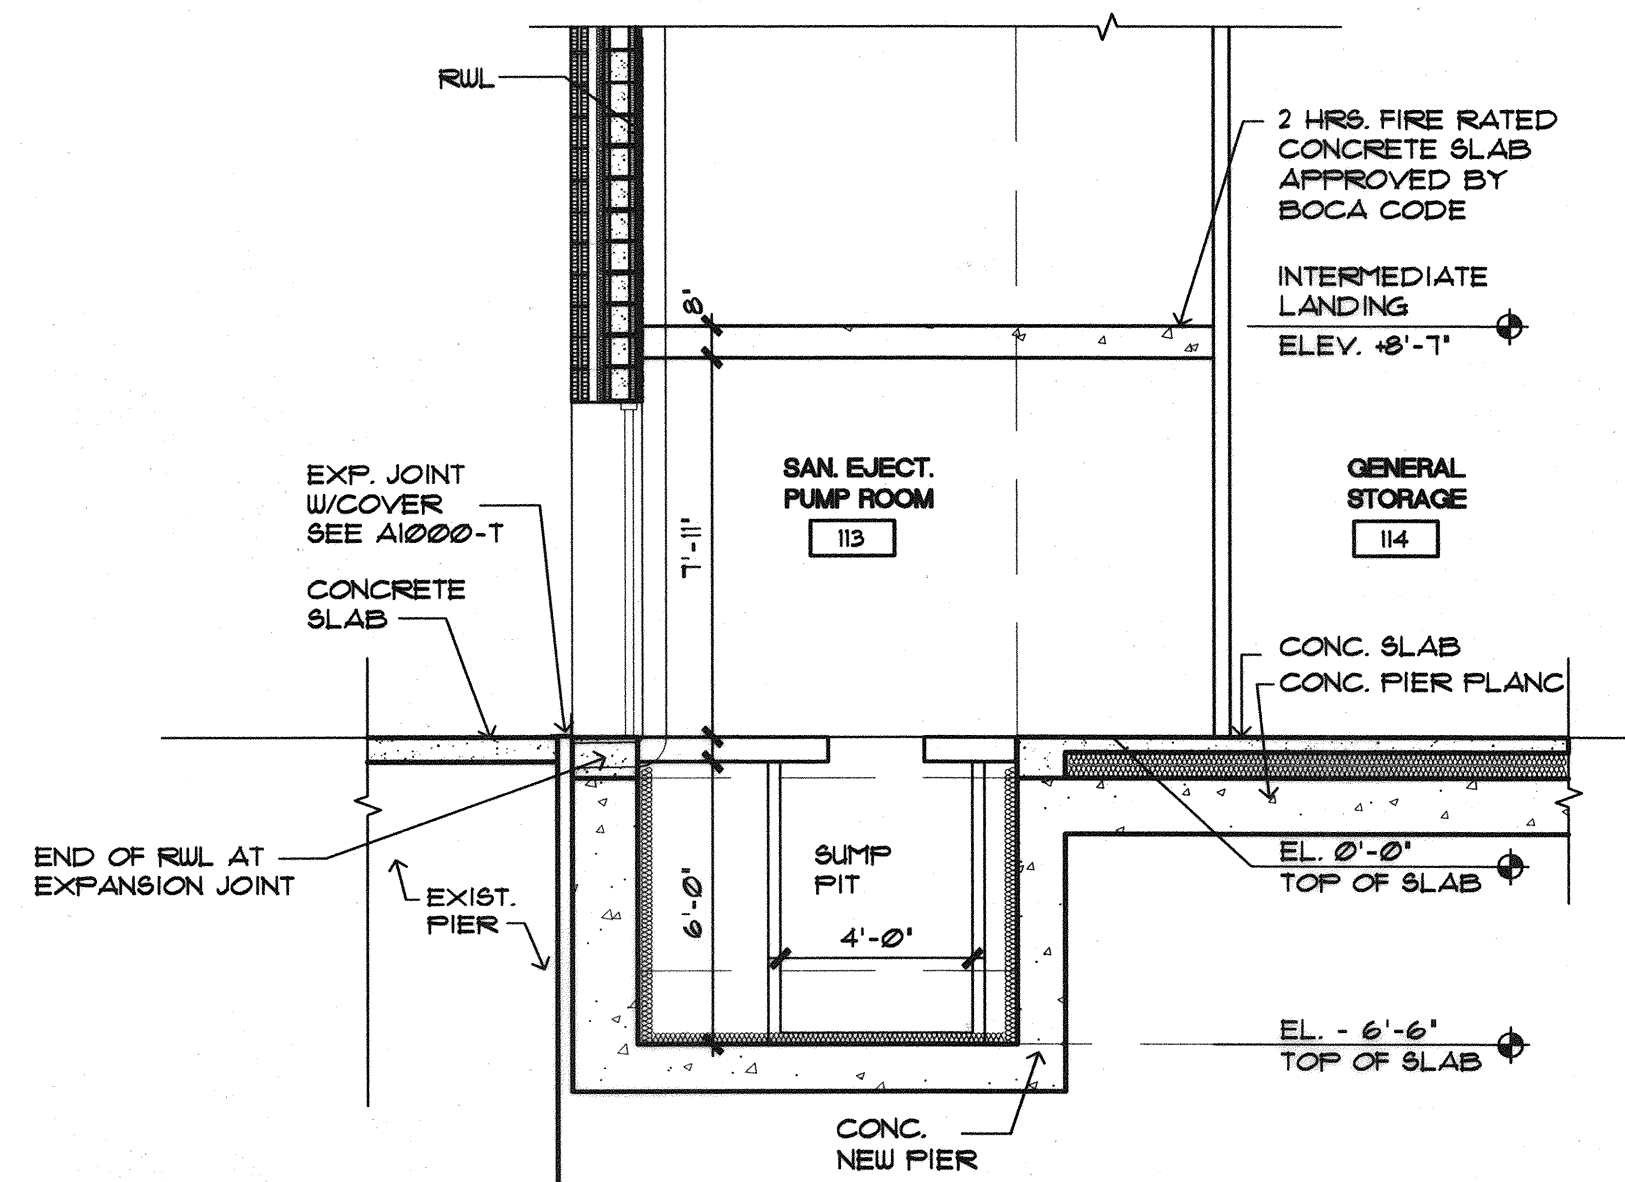 RWL
2 HRS. FIRE RATED
CONCRETE SLAB
APPROVED BY
BOCA CODE
INTERMEDIATE
LANDING
ELEV. +8'-7"
8"
EXP. JOINT
W/COVER
SEE A1000-T
CONCRETE
SLAB
7'-11"
SAN. EJECT.
PUMP ROOM
113
GENERAL
STORAGE
114
CONC. SLAB
CONC. PIER PLANC
END OF RWL AT
EXPANSION JOINT
EXIST.
PIER
6'-0"
SUMP
PIT
4'-0"
EL. 0'-0"
TOP OF SLAB
EL. - 6'-6"
TOP OF SLAB
CONC.
NEW PIER